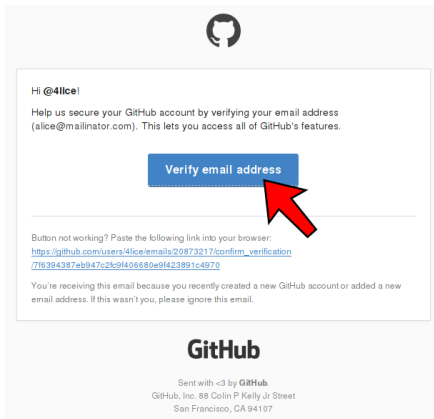 Hi @4lice!
Help us secure your GitHub account by verifying your email address
(alice@mailinator.com). This lets you access all of GitHub's features.
Verify email address
Button not working? Paste the following link into your browser:
https://github.com/users/4lice/emails/20873217/confirm_verification
/7f6394387eb947c2fc9f406680e9f423891c4970
You're receiving this email because you recently created a new GitHub account or added a new
email address. If this wasn't you, please ignore this email.
GitHub
Sent with <3 by GitHub.
GitHub, Inc. 88 Colin P Kelly Jr Street
San Francisco, CA 94107